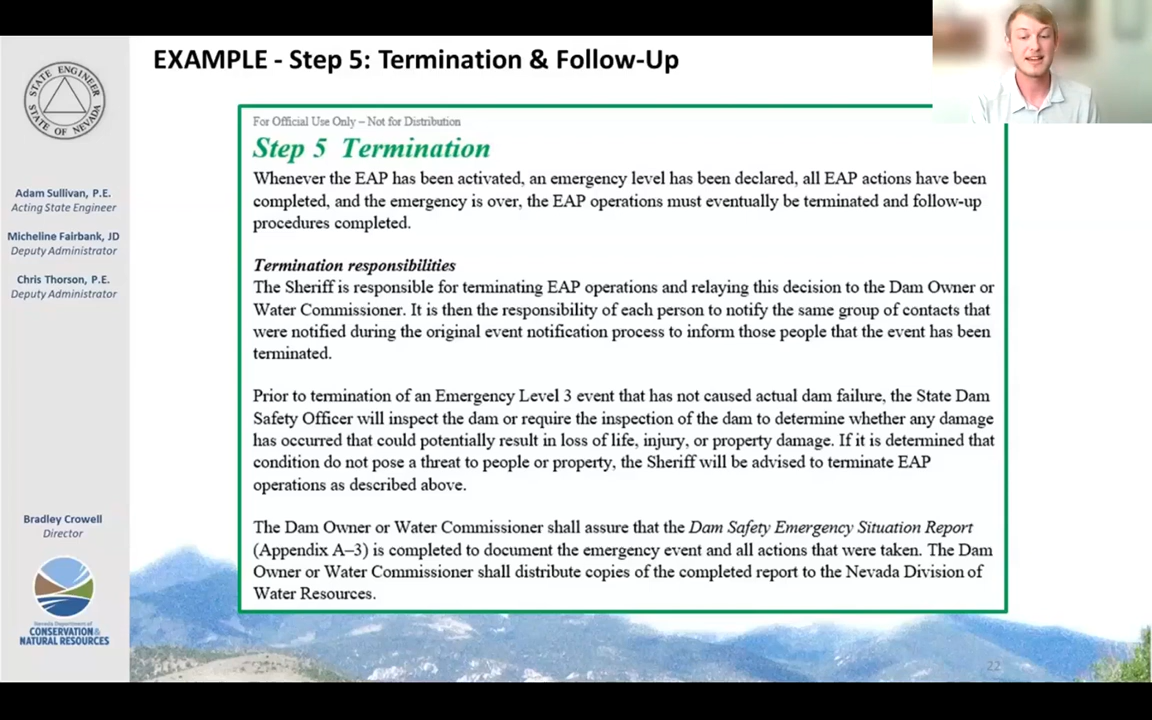 EXAMPLE - Step 5: Termination & Follow-Up
STATE ENGINEER
STATE OF NEVADA
Adam Sullivan, P.E.
Acting State Engineer
Micheline Fairbank, JD
Deputy Administrator
Chris Thorson, P.E.
Deputy Administrator
Bradley Crowell
Director
Nevada Department of
CONSERVATION &
NATURAL RESOURCES
For Official Use Only – Not for Distribution
Step 5 Termination
Whenever the EAP has been activated, an emergency level has been declared, all EAP actions have been
completed, and the emergency is over, the EAP operations must eventually be terminated and follow-up
procedures completed.
Termination responsibilities
The Sheriff is responsible for terminating EAP operations and relaying this decision to the Dam Owner or
Water Commissioner. It is then the responsibility of each person to notify the same group of contacts that
were notified during the original event notification process to inform those people that the event has been
terminated.
Prior to termination of an Emergency Level 3 event that has not caused actual dam failure, the State Dam
Safety Officer will inspect the dam or require the inspection of the dam to determine whether any damage
has occurred that could potentially result in loss of life, injury, or property damage. If it is determined that
condition do not pose a threat to people or property, the Sheriff will be advised to terminate EAP
operations as described above.
The Dam Owner or Water Commissioner shall assure that the Dam Safety Emergency Situation Report
(Appendix A–3) is completed to document the emergency event and all actions that were taken. The Dam
Owner or Water Commissioner shall distribute copies of the completed report to the Nevada Division of
Water Resources.
22